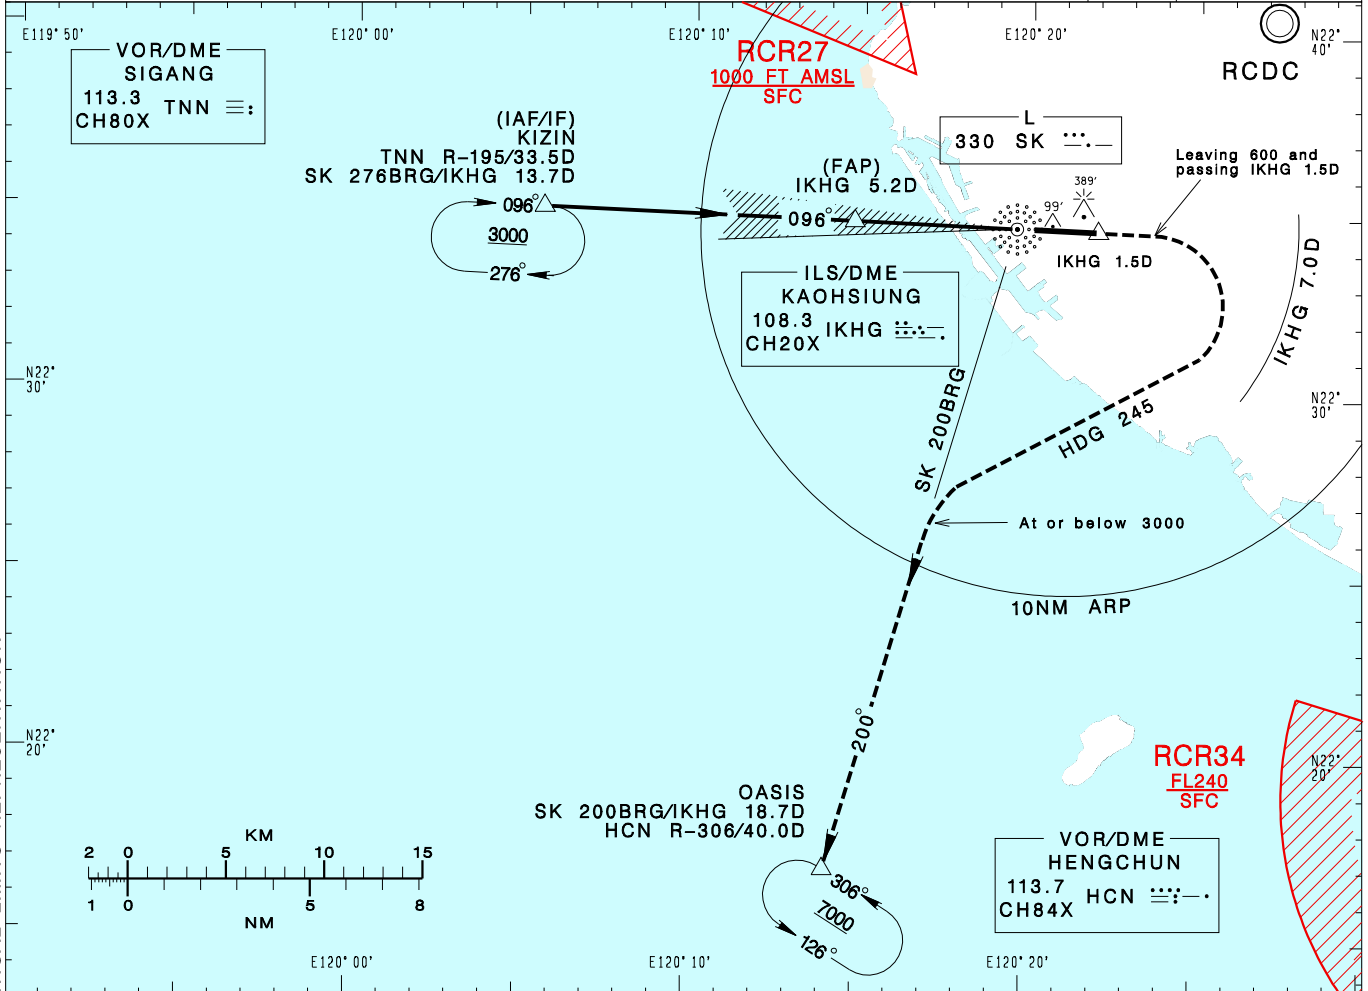 E119°50'
E120°00'
E120°10'
E120°20'
N22°
40'
VOR/DME
SIGANG
113.3
CH80X
TNN
RCR27
1000 FT AMSL
SFC
RCDC
L
330 SK
(IAF/IF)
KIZIN
TNN R-195/33.5D
SK 276BRG/IKHG 13.7D
096°
3000
276°
(FAP)
IKHG 5.2D
096°
99'
389'
Leaving 600 and
passing IKHG 1.5D
IKHG 1.5D
IKHG 7.0D
ILS/DME
KAOHSIUNG
108.3
CH20X
IKHG
SK 200BRG
HDG 245
At or below 3000
10NM ARP
N22°
30'
N22°
30'
200°
N22°
20'
N22°
20'
RCR34
FL240
SFC
OASIS
SK 200BRG/IKHG 18.7D
HCN R-306/40.0D
306°
7000
126°
VOR/DME
HENGCHUN
113.7
CH84X
HCN
KM
2 0 5 10 15
1 0 5 8
NM
E120°00'
E120°10'
E120°20'